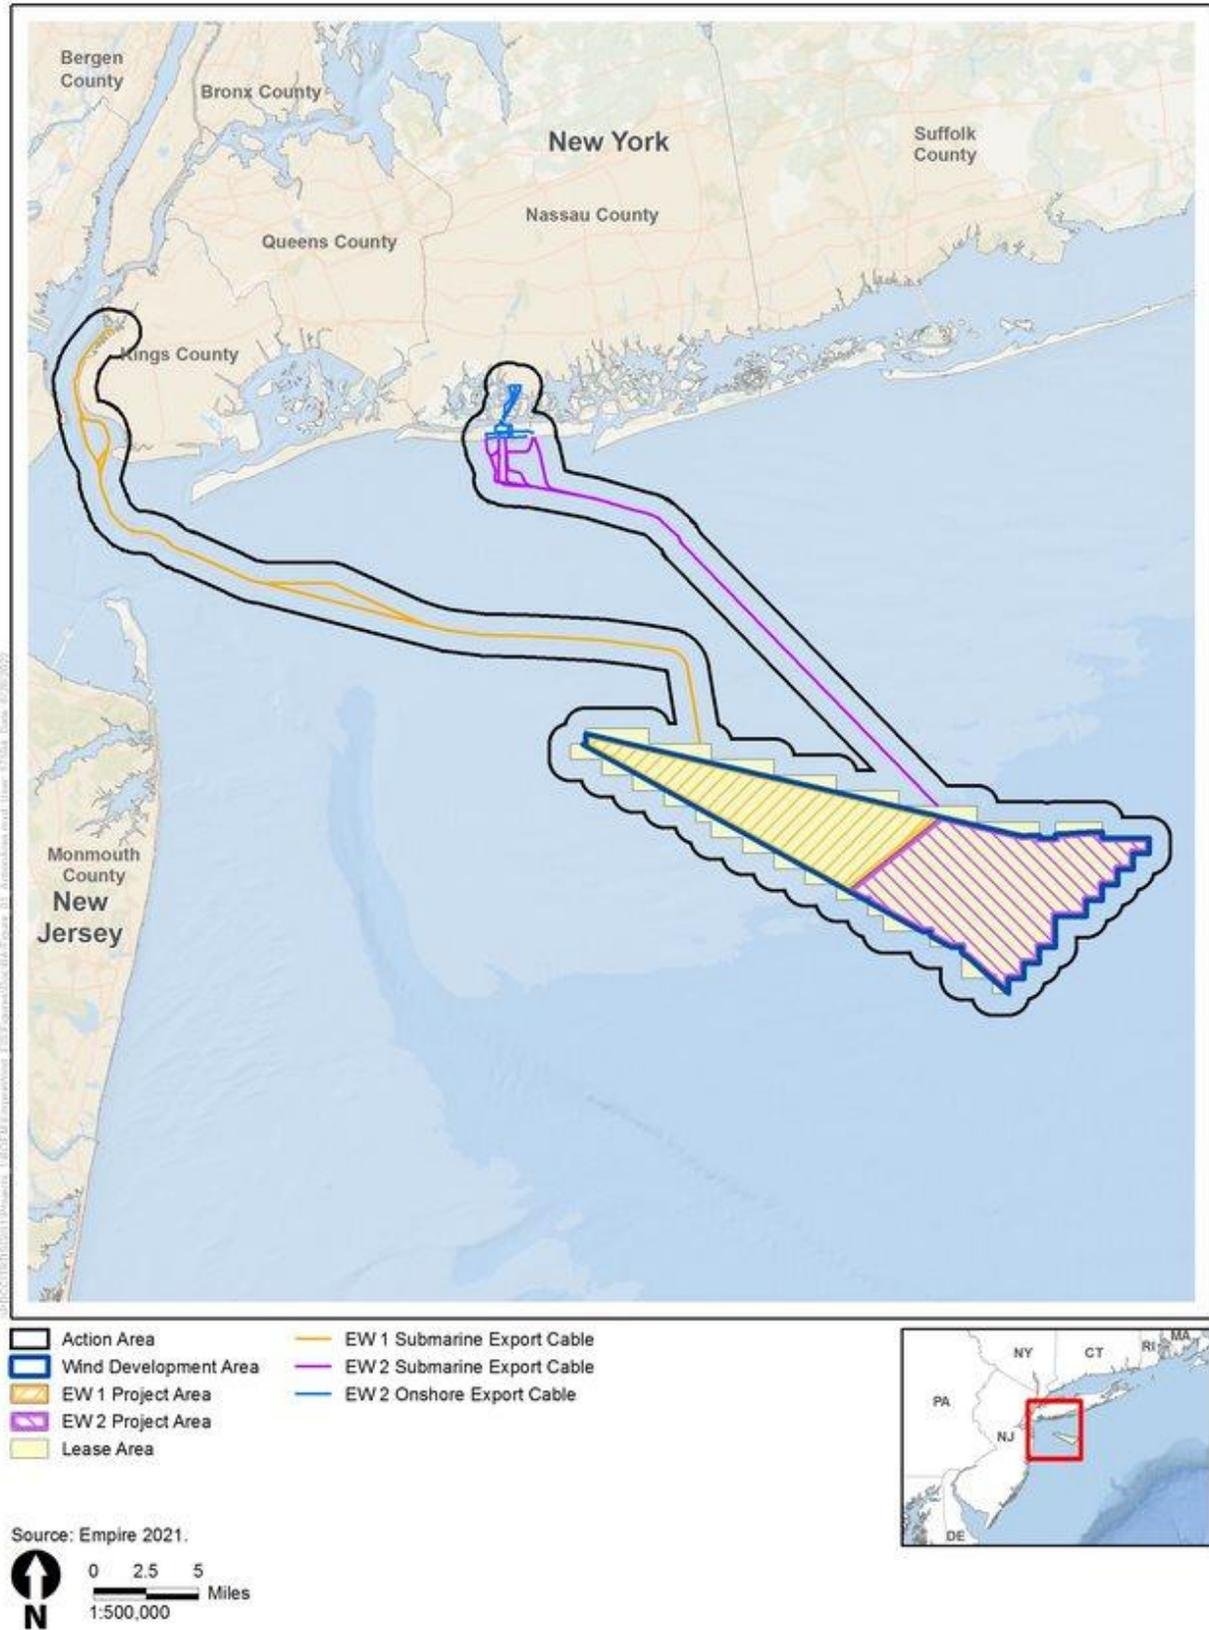 Bergen
County
Bronx County
New York
Suffolk
County
Nassau County
Queens County
Kings County
Monmouth
County
New
Jersey
Action Area
Wind Development Area
EW 1 Project Area
EW 2 Project Area
Lease Area
EW 1 Submarine Export Cable
EW 2 Submarine Export Cable
EW 2 Onshore Export Cable
NY
CT
RI
MA
PA
NJ
DE
Source: Empire 2021.
0 2.5 5
Miles
1:500,000
N